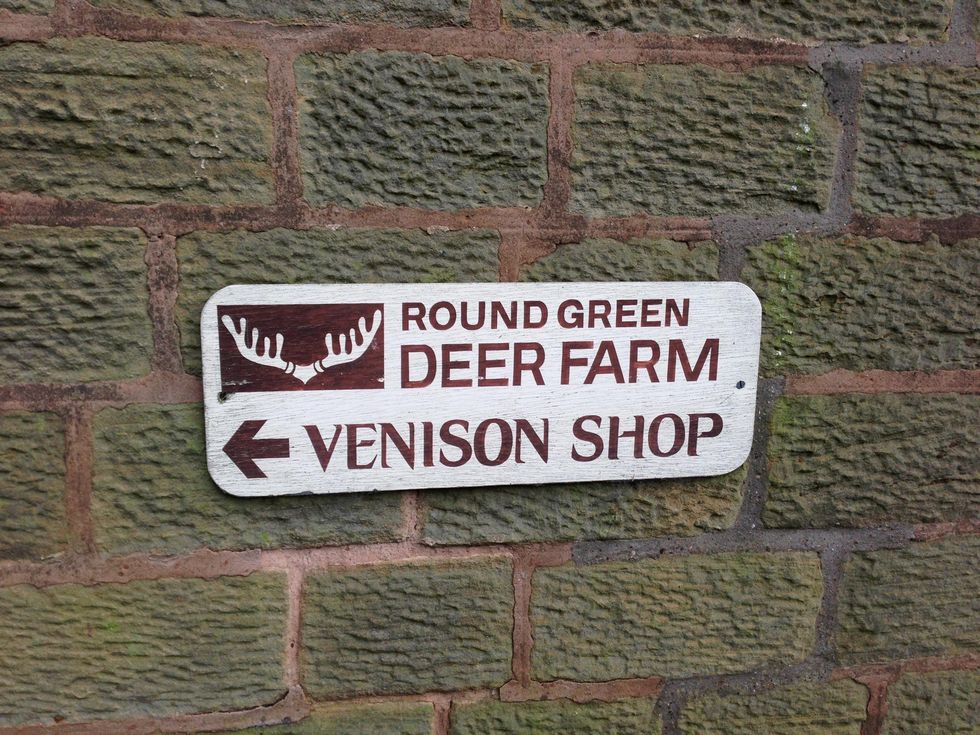 ROUND GREEN
DEER FARM
VENISON SHOP